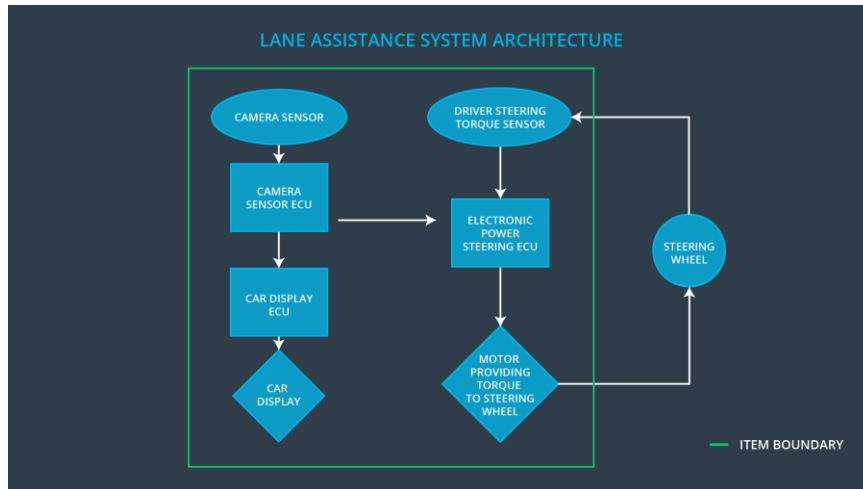 LANE ASSISTANCE SYSTEM ARCHITECTURE
CAMERA SENSOR
DRIVER STEERING
TORQUE SENSOR
CAMERA
SENSOR ECU
ELECTRONIC
POWER
STEERING ECU
STEERING
WHEEL
CAR DISPLAY
ECU
CAR
DISPLAY
MOTOR
PROVIDING
TORQUE
TO STEERING
WHEEL
ITEM BOUNDARY